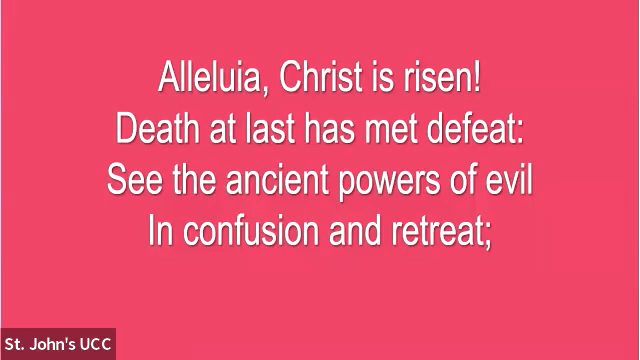 Alleluia, Christ is risen!
Death at last has met defeat:
See the ancient powers of evil
In confusion and retreat;
St. John's UCC